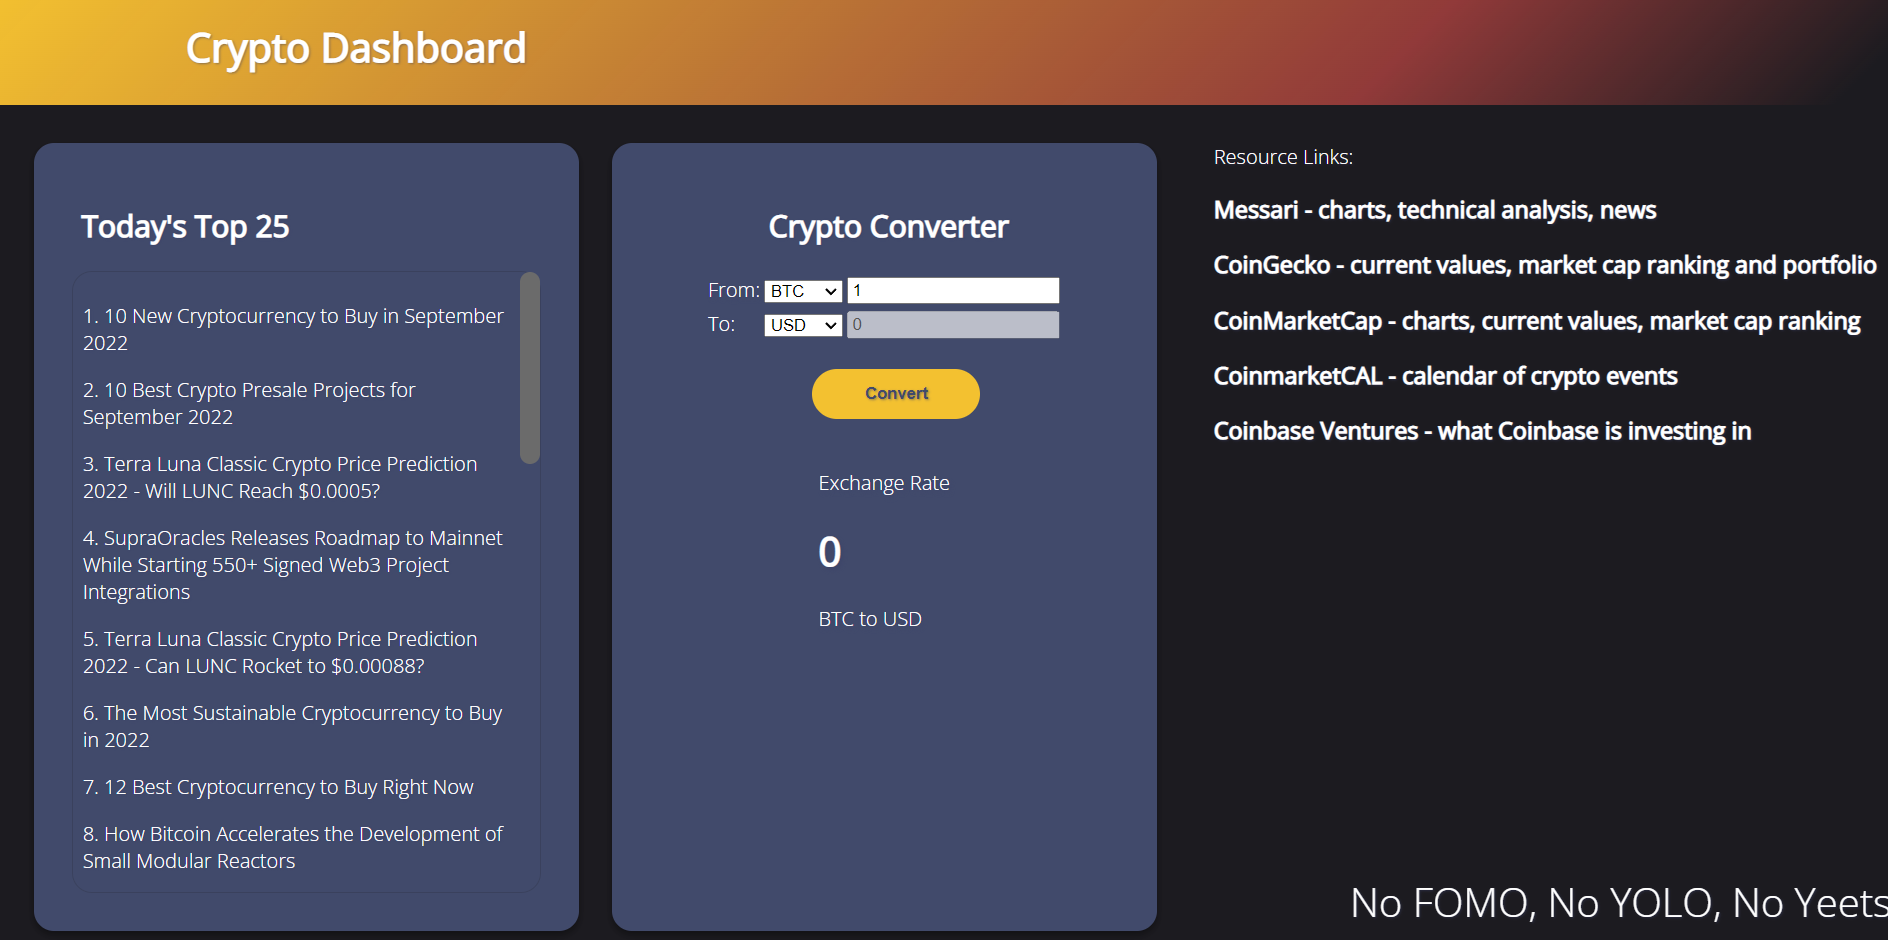 Crypto Dashboard
Today's Top 25
1. 10 New Cryptocurrency to Buy in September
2022
2. 10 Best Crypto Presale Projects for
September 2022
3. Terra Luna Classic Crypto Price Prediction
2022 - Will LUNC Reach $0.0005?
4. SupraOracles Releases Roadmap to Mainnet
While Starting 550+ Signed Web3 Project
Integrations
5. Terra Luna Classic Crypto Price Prediction
2022 - Can LUNC Rocket to $0.00088?
6. The Most Sustainable Cryptocurrency to Buy
in 2022
7. 12 Best Cryptocurrency to Buy Right Now
8. How Bitcoin Accelerates the Development of
Small Modular Reactors
Crypto Converter
From: BTC 1
To: USD 0
Convert
Exchange Rate
0
BTC to USD
Resource Links:
Messari - charts, technical analysis, news
CoinGecko - current values, market cap ranking and portfolio
CoinMarketCap - charts, current values, market cap ranking
CoinmarketCAL - calendar of crypto events
Coinbase Ventures - what Coinbase is investing in
No FOMO, No YOLO, No Yeets